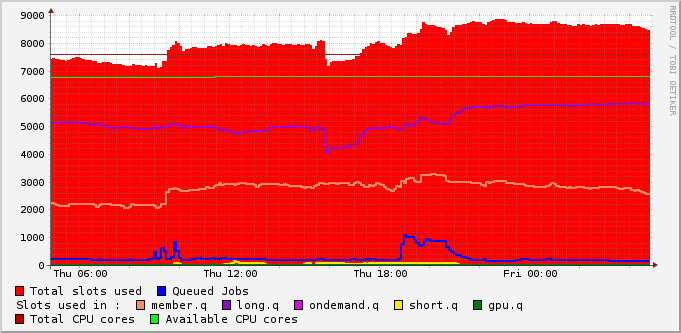 9000
8000
7000
6000
5000
4000
3000
2000
1000
0
Thu 06:00 Thu 12:00 Thu 18:00 Fri 00:00
RRDTOOL / TOBI OETIKER
Total slots used Queued Jobs
Slots used in : member.q long.q ondemand.q short.q gpu.q
Total CPU cores Available CPU cores